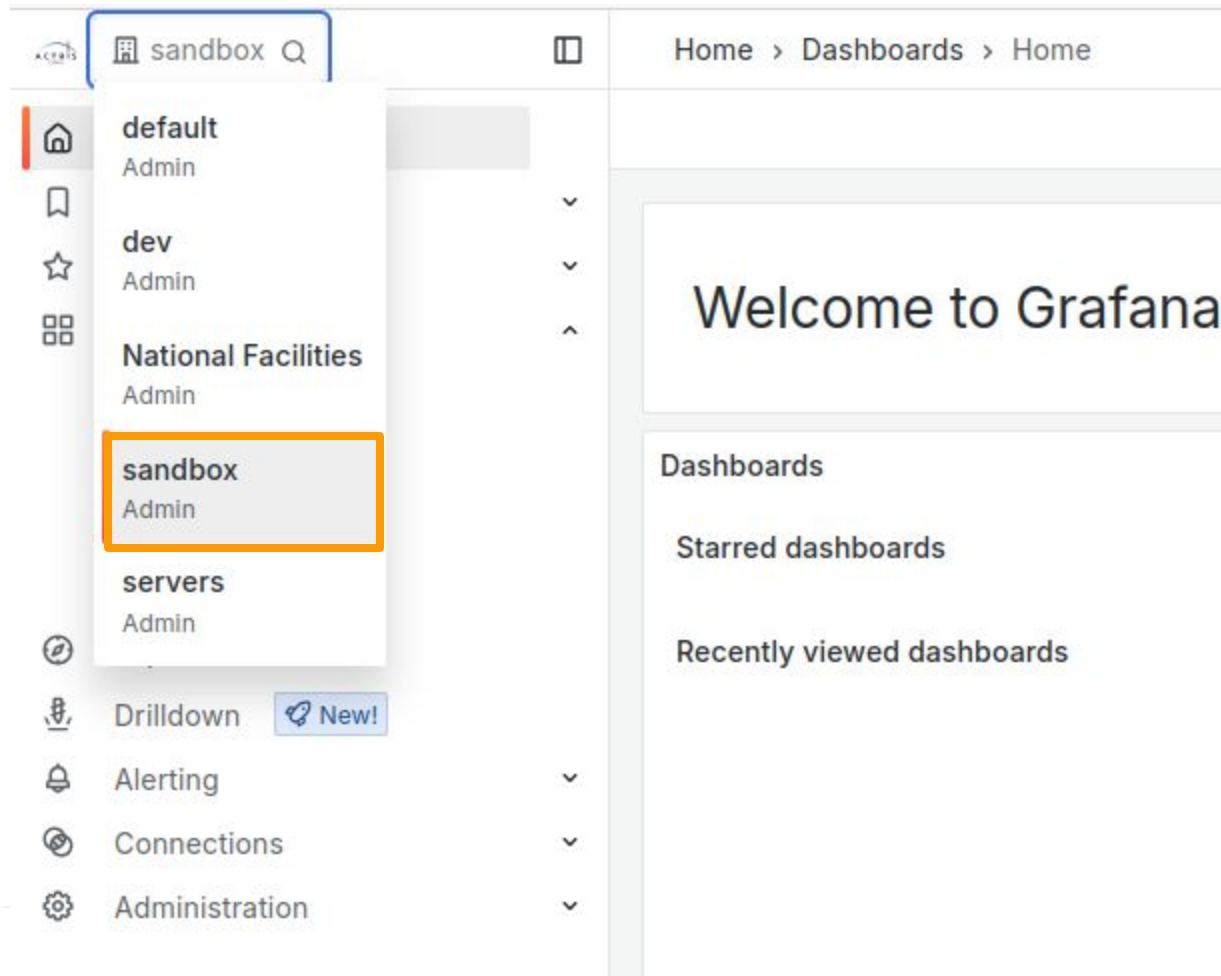 ACTRIS
sandbox
Home › Dashboards › Home
default
Admin
dev
Admin
National Facilities
Admin
sandbox
Admin
servers
Admin
Drilldown
New!
Alerting
Connections
Administration
Welcome to Grafana
Dashboards
Starred dashboards
Recently viewed dashboards